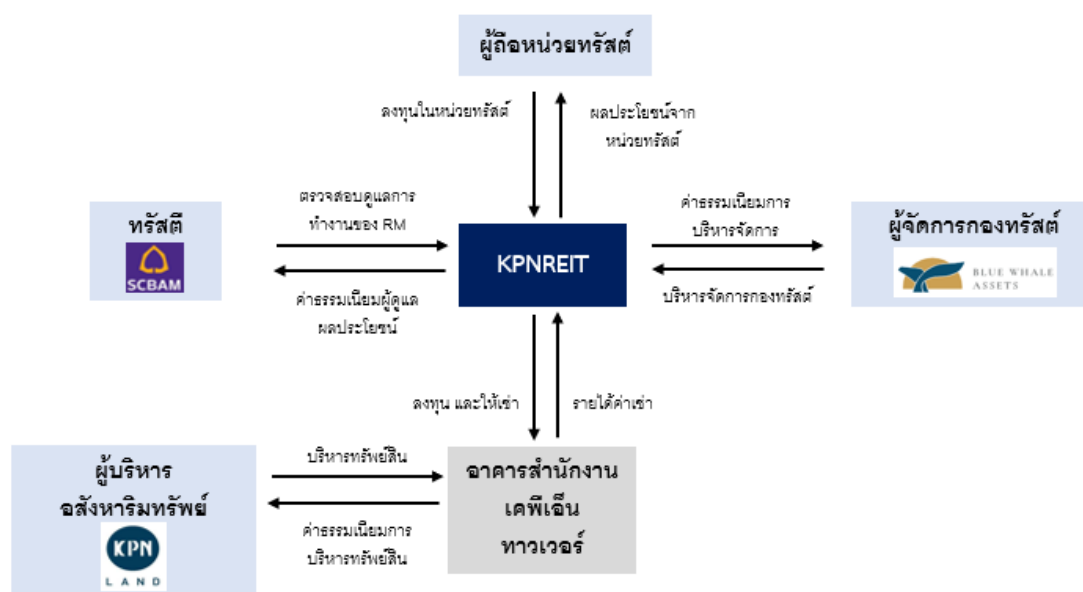 ผู้ถือหน่วยทรัสต์
ลงทุนในหน่วยทรัสต์
ผลประโยชน์จาก
หน่วยทรัสต์
ทรัสตี
SCBAM
ตรวจสอบดูแลการ
ทำงานของ RM
ค่าธรรมเนียมผู้ดูแล
ผลประโยชน์
KPNREIT
ค่าธรรมเนียมการ
บริหารจัดการ
บริหารจัดการกองทรัสต์
ผู้จัดการกองทรัสต์
BLUE WHALE
ASSETS
ลงทุน และให้เช่า
รายได้ค่าเช่า
ผู้บริหาร
อสังหาริมทรัพย์
KPN
LAND
บริหารทรัพย์สิน
ค่าธรรมเนียมการ
บริหารทรัพย์สิน
อาคารสำนักงาน
เคพีเอ็น
ทาวเวอร์